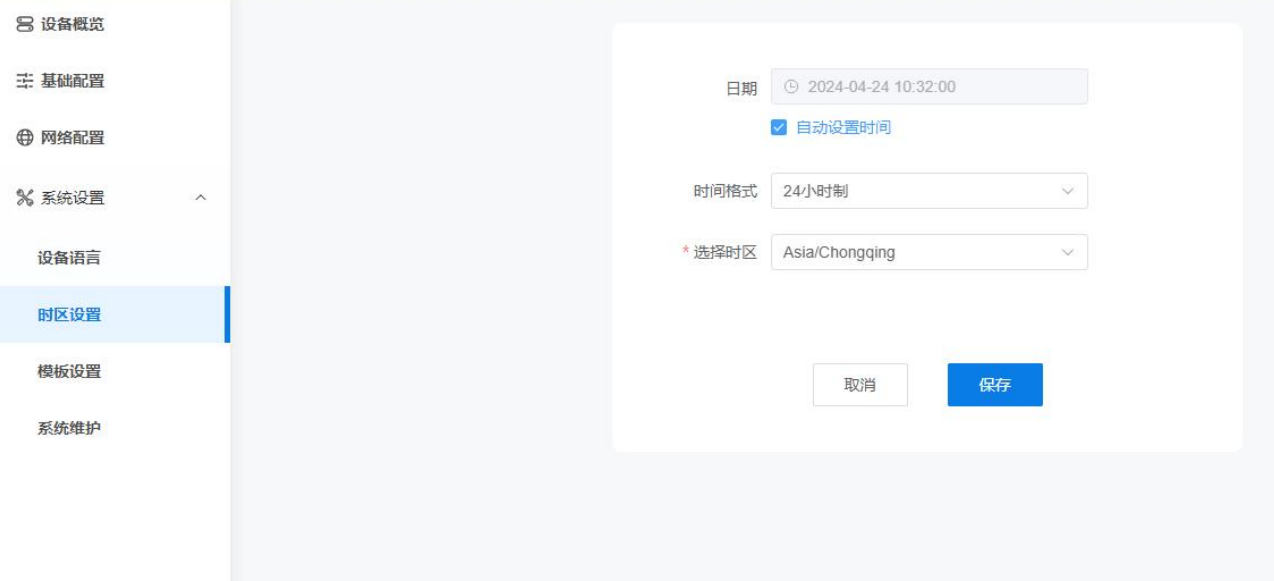 设备概览
基础配置
网络配置
系统设置
设备语言
时区设置
模板设置
系统维护
日期 2024-04-24 10:32:00
自动设置时间
时间格式 24小时制
* 选择时区 Asia/Chongqing
取消 保存